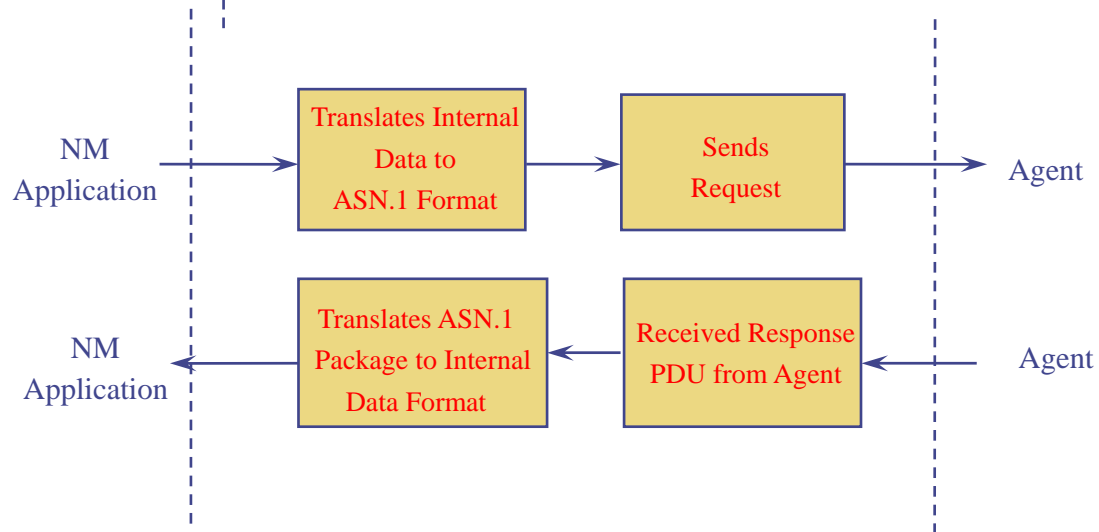 NM
Application
Translates Internal
Data to
ASN.1 Format
Sends
Request
Agent
NM
Application
Translates ASN.1
Package to Internal
Data Format
Received Response
PDU from Agent
Agent